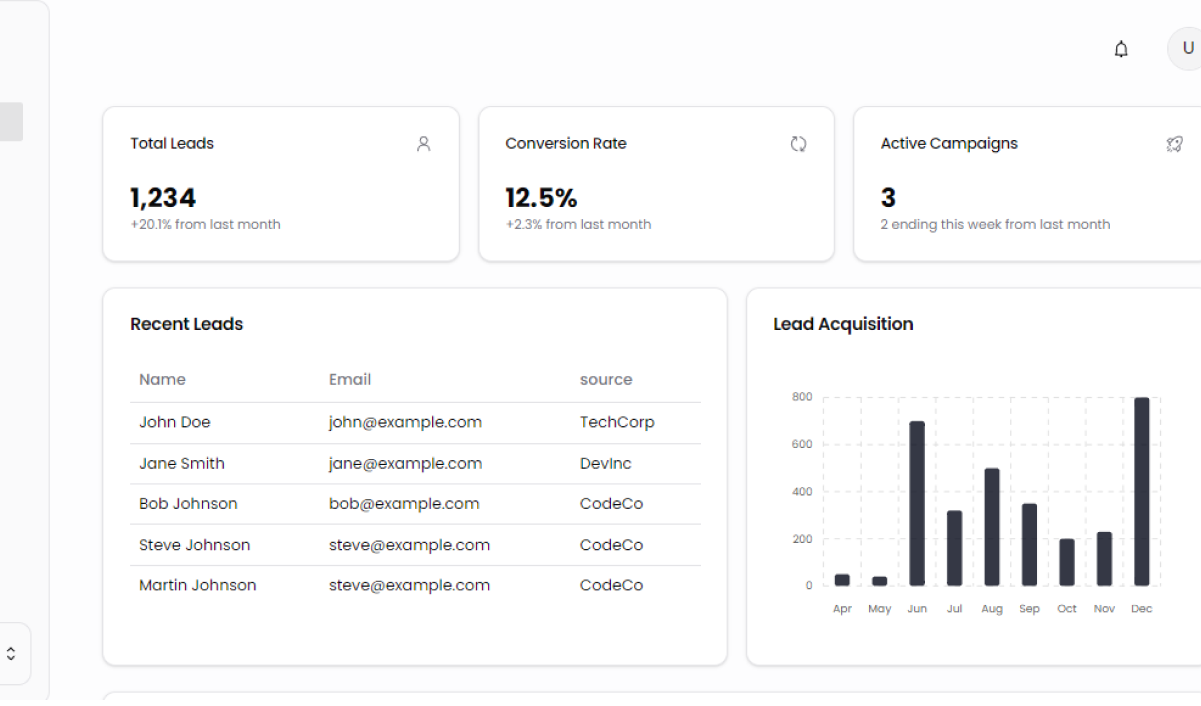 U
Total Leads
Conversion Rate
Active Campaigns
1,234
12.5%
3
+20.1% from last month
+2.3% from last month
2 ending this week from last month
Recent Leads
Name Email source
John Doe john@example.com TechCorp
Jane Smith jane@example.com DevInc
Bob Johnson bob@example.com CodeCo
Steve Johnson steve@example.com CodeCo
Martin Johnson steve@example.com CodeCo
Lead Acquisition
800
600
400
200
0
Apr May Jun Jul Aug Sep Oct Nov Dec